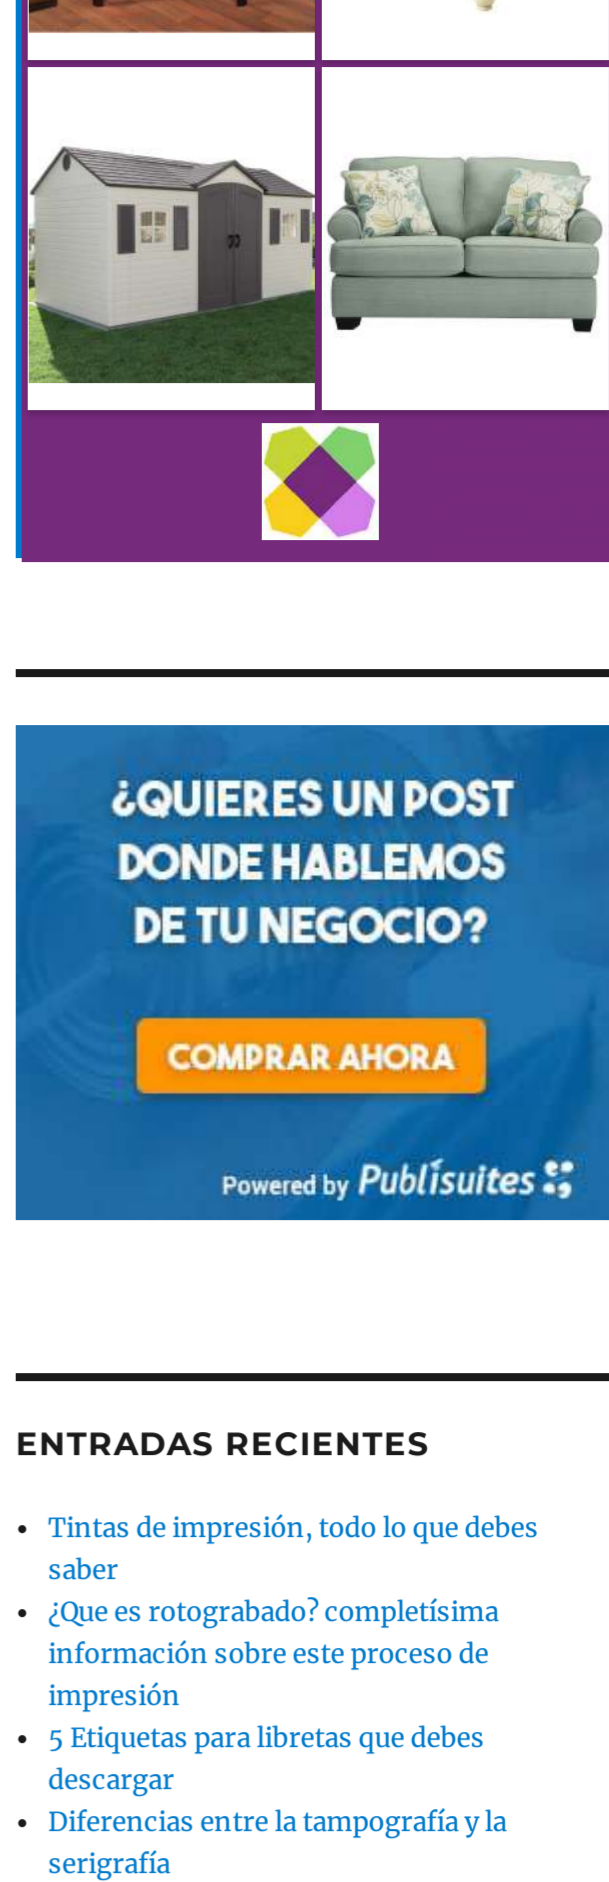 ¿QUIERES UN POST
DONDE HABLEMOS
DE TU NEGOCIO?
COMPRAR AHORA
Powered by Publisuites
ENTRADAS RECIENTES
• Tintas de impresión, todo lo que debes
saber
• ¿Que es rotograbado? completísima
información sobre este proceso de
impresión
• 5 Etiquetas para libretas que debes
descargar
• Diferencias entre la tampografía y la
serigrafía